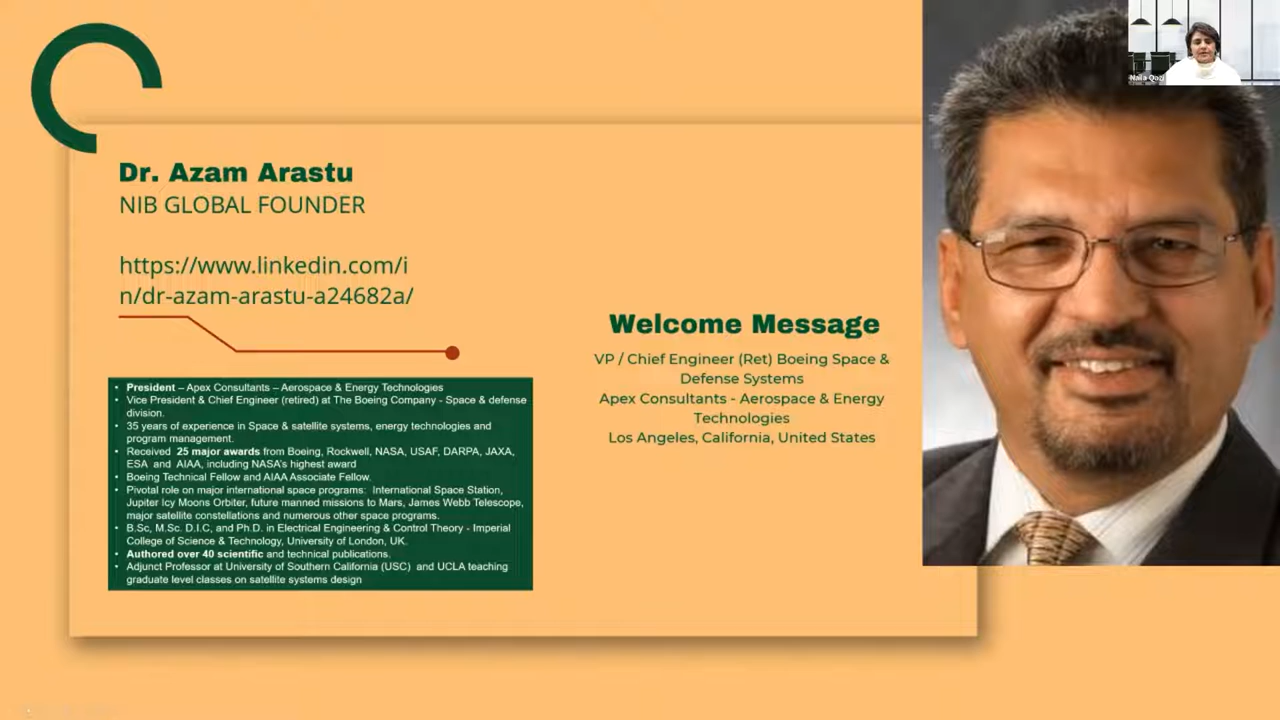 Dr. Azam Arastu
NIB GLOBAL FOUNDER
https://www.linkedin.com/i
n/dr-azam-arastu-a24682a/
• President – Apex Consultants – Aerospace & Energy Technologies
• Vice President & Chief Engineer (retired) at The Boeing Company - Space & defense
division.
• 35 years of experience in Space & satellite systems, energy technologies and
program management.
• Received 25 major awards from Boeing, Rockwell, NASA, USAF, DARPA, JAXA,
ESA and AIAA, including NASA's highest award
• Boeing Technical Fellow and AIAA Associate Fellow.
• Pivotal role on major international space programs: International Space Station,
Jupiter Icy Moons Orbiter, future manned missions to Mars, James Webb Telescope,
major satellite constellations and numerous other space programs.
• B.Sc, M.Sc. D.I.C, and Ph.D. in Electrical Engineering & Control Theory - Imperial
College of Science & Technology, University of London, UK.
• Authored over 40 scientific and technical publications.
• Adjunct Professor at University of Southern California (USC) and UCLA teaching
graduate level classes on satellite systems design
Welcome Message
VP / Chief Engineer (Ret) Boeing Space &
Defense Systems
Apex Consultants - Aerospace & Energy
Technologies
Los Angeles, California, United States
Naila Qazi